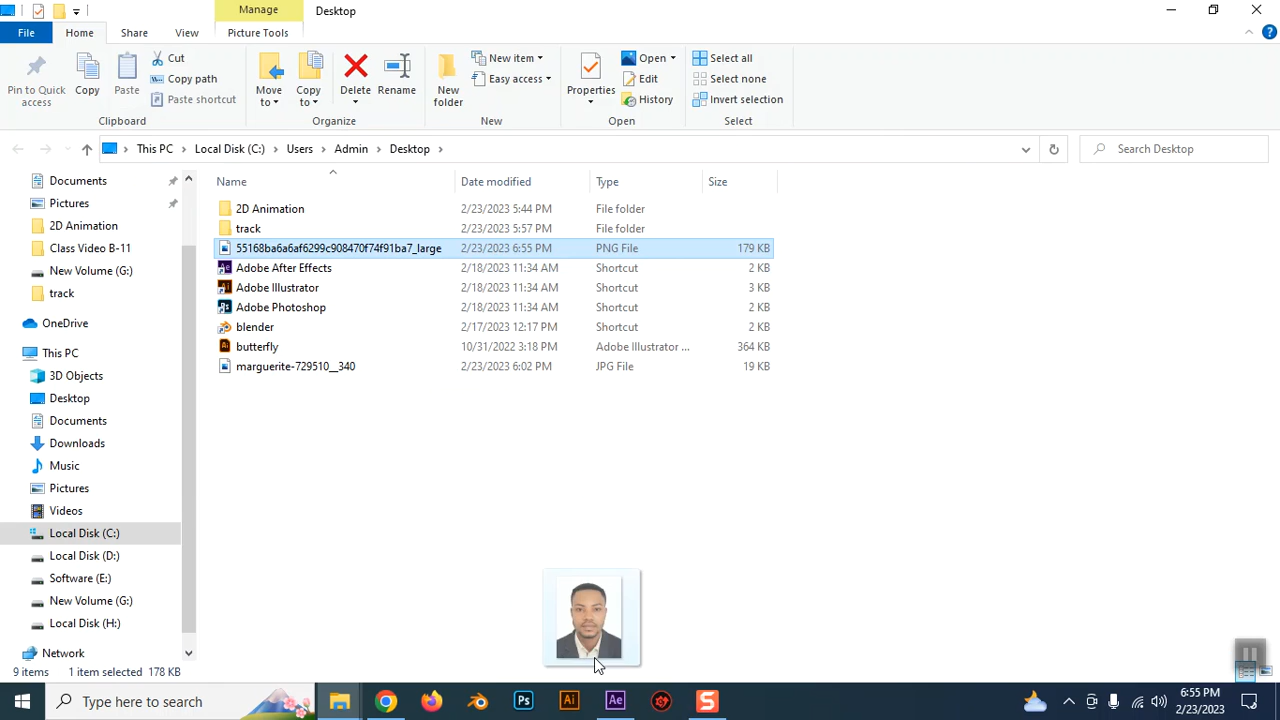 Manage
Desktop
File
Home
Share
View
Picture Tools
Pin to Quick
access
Copy
Paste
Cut
Copy path
Paste shortcut
Clipboard
Move
to
Copy
to
Delete
Rename
Organize
New
folder
New item
Easy access
New
Properties
Open
Edit
History
Open
Select all
Select none
Invert selection
Select
This PC
Local Disk (C:)
Users
Admin
Desktop
Search Desktop
Documents
Pictures
2D Animation
Class Video B-11
New Volume (G:)
track
OneDrive
This PC
3D Objects
Desktop
Documents
Downloads
Music
Pictures
Videos
Local Disk (C:)
Local Disk (D:)
Software (E:)
New Volume (G:)
Local Disk (H:)
Network
Name Date modified Type Size
2D Animation 2/23/2023 5:44 PM File folder
track 2/23/2023 5:57 PM File folder
55168ba6a6af6299c908470f74f91ba7_large 2/23/2023 6:55 PM PNG File 179 KB
Adobe After Effects 2/18/2023 11:34 AM Shortcut 2 KB
Adobe Illustrator 2/18/2023 11:34 AM Shortcut 3 KB
Adobe Photoshop 2/18/2023 11:34 AM Shortcut 2 KB
blender 2/17/2023 12:17 PM Shortcut 2 KB
butterfly 10/31/2022 3:18 PM Adobe Illustrator ... 364 KB
marguerite-729510__340 2/23/2023 6:02 PM JPG File 19 KB
9 items 1 item selected 178 KB
Type here to search
Ps
Ai
Ae
S
6:55 PM
2/23/2023